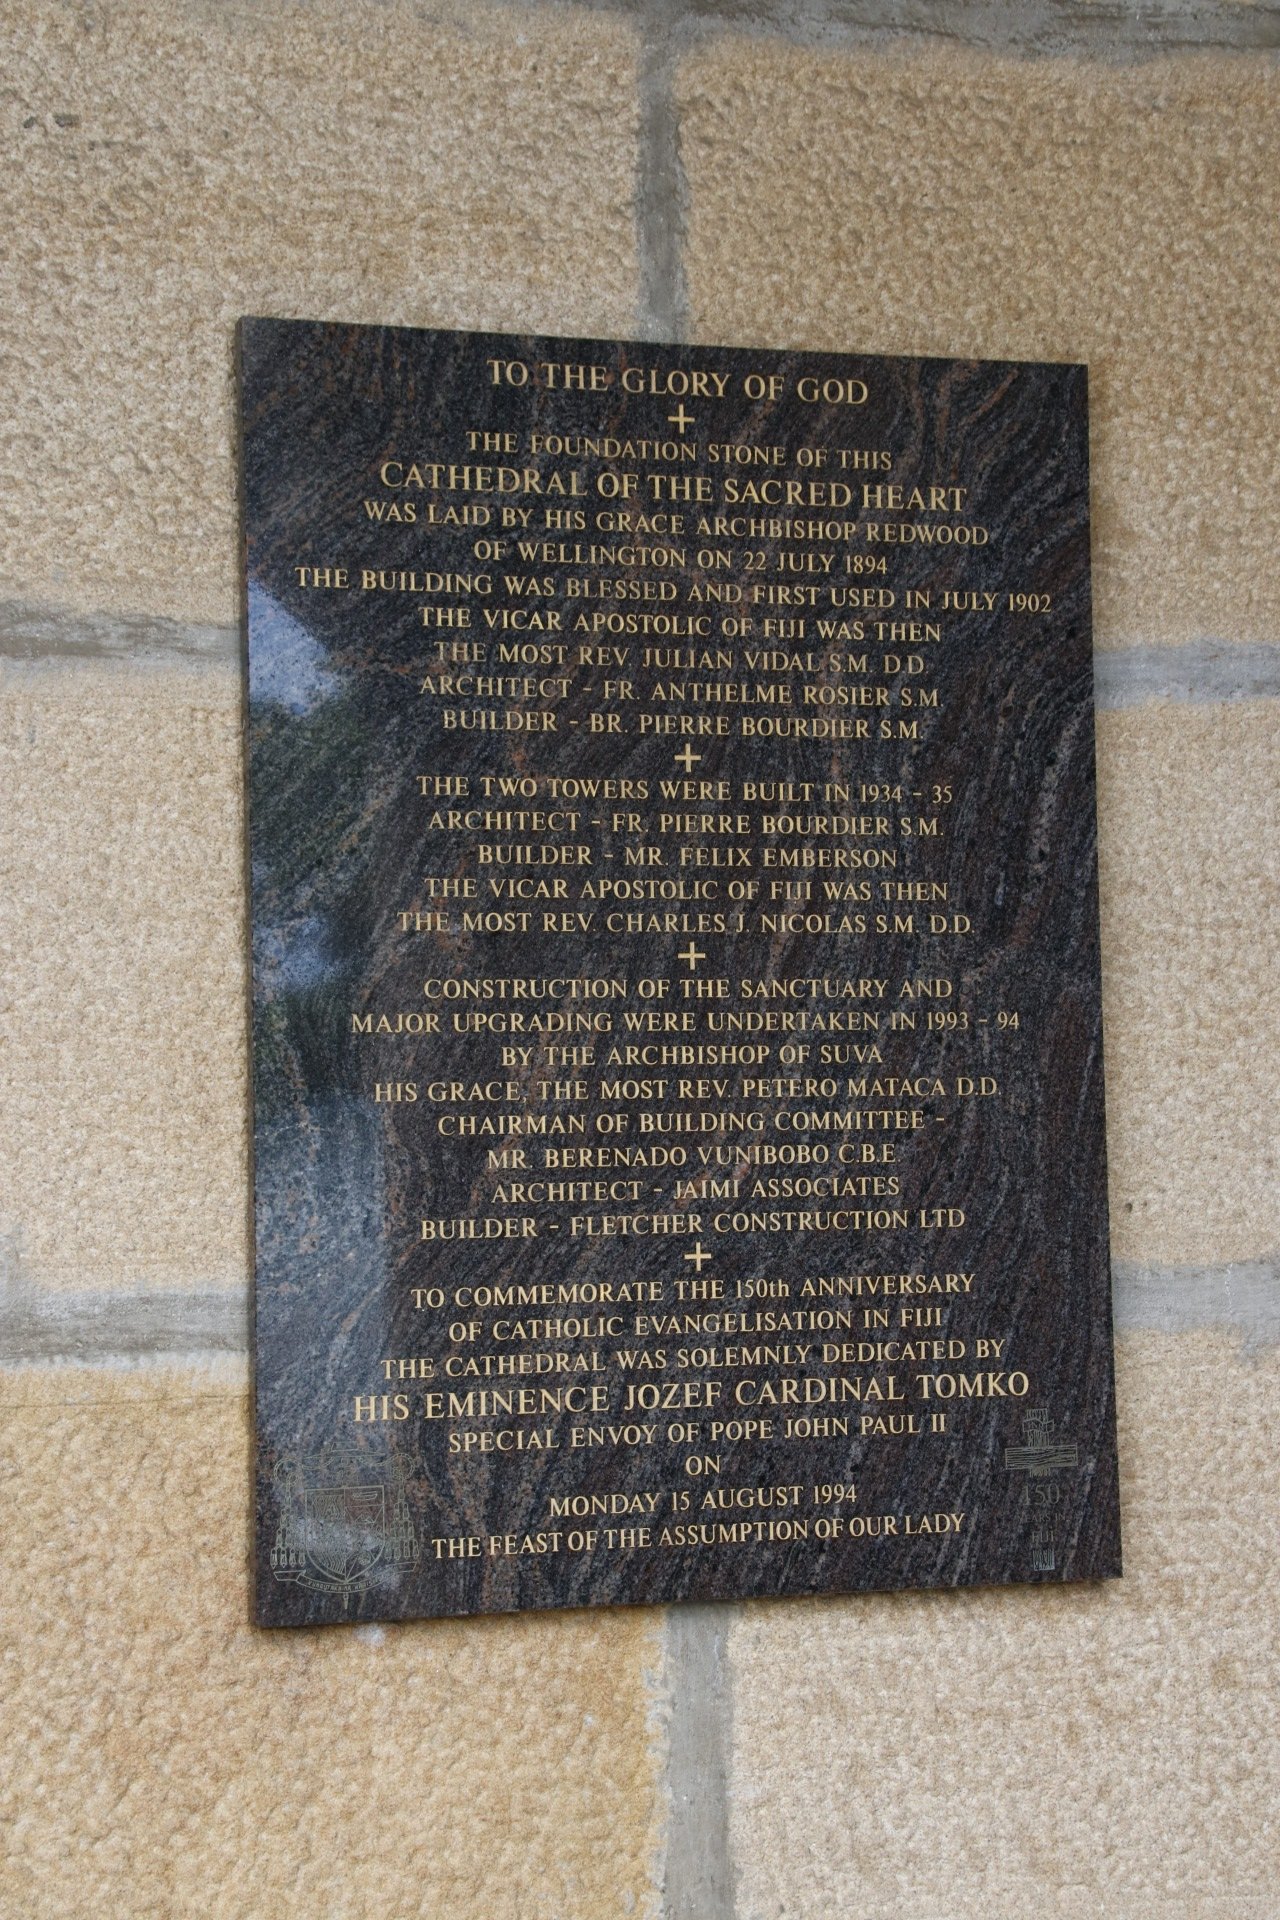 TO THE GLORY OF GOD
THE FOUNDATION STONE OF THIS
CATHEDRAL OF THE SACRED HEART
WAS LAID BY HIS GRACE ARCHBISHOP REDWOOD
OF WELLINGTON ON 22 JULY 1894
THE BUILDING WAS BLESSED AND FIRST USED IN JULY 1902
THE VICAR APOSTOLIC OF FIJI WAS THEN
THE MOST REV. JULIAN VIDAL S.M. D.D.
ARCHITECT - FR. ANTHELME ROSIER S.M.
BUILDER - BR. PIERRE BOURDIER S.M.
THE TWO TOWERS WERE BUILT IN 1934 - 35
ARCHITECT - FR. PIERRE BOURDIER S.M.
BUILDER - MR. FELIX EMBERSON
THE VICAR APOSTOLIC OF FIJI WAS THEN
THE MOST REV. CHARLES J. NICOLAS S.M. D.D.
CONSTRUCTION OF THE SANCTUARY AND
MAJOR UPGRADING WERE UNDERTAKEN IN 1993 - 94
BY THE ARCHBISHOP OF SUVA
HIS GRACE, THE MOST REV. PETERO MATACA D.D.
CHAIRMAN OF BUILDING COMMITTEE -
MR. BERENADO VUNIBOBO C.B.E.
ARCHITECT - JAIMI ASSOCIATES
BUILDER - FLETCHER CONSTRUCTION LTD
TO COMMEMORATE THE 150th ANNIVERSARY
OF CATHOLIC EVANGELISATION IN FIJI
THE CATHEDRAL WAS SOLEMNLY DEDICATED BY
HIS EMINENCE JOZEF CARDINAL TOMKO
SPECIAL ENVOY OF POPE JOHN PAUL II
ON
MONDAY 15 AUGUST 1994
THE FEAST OF THE ASSUMPTION OF OUR LADY
150
YEARS IN
FIJI